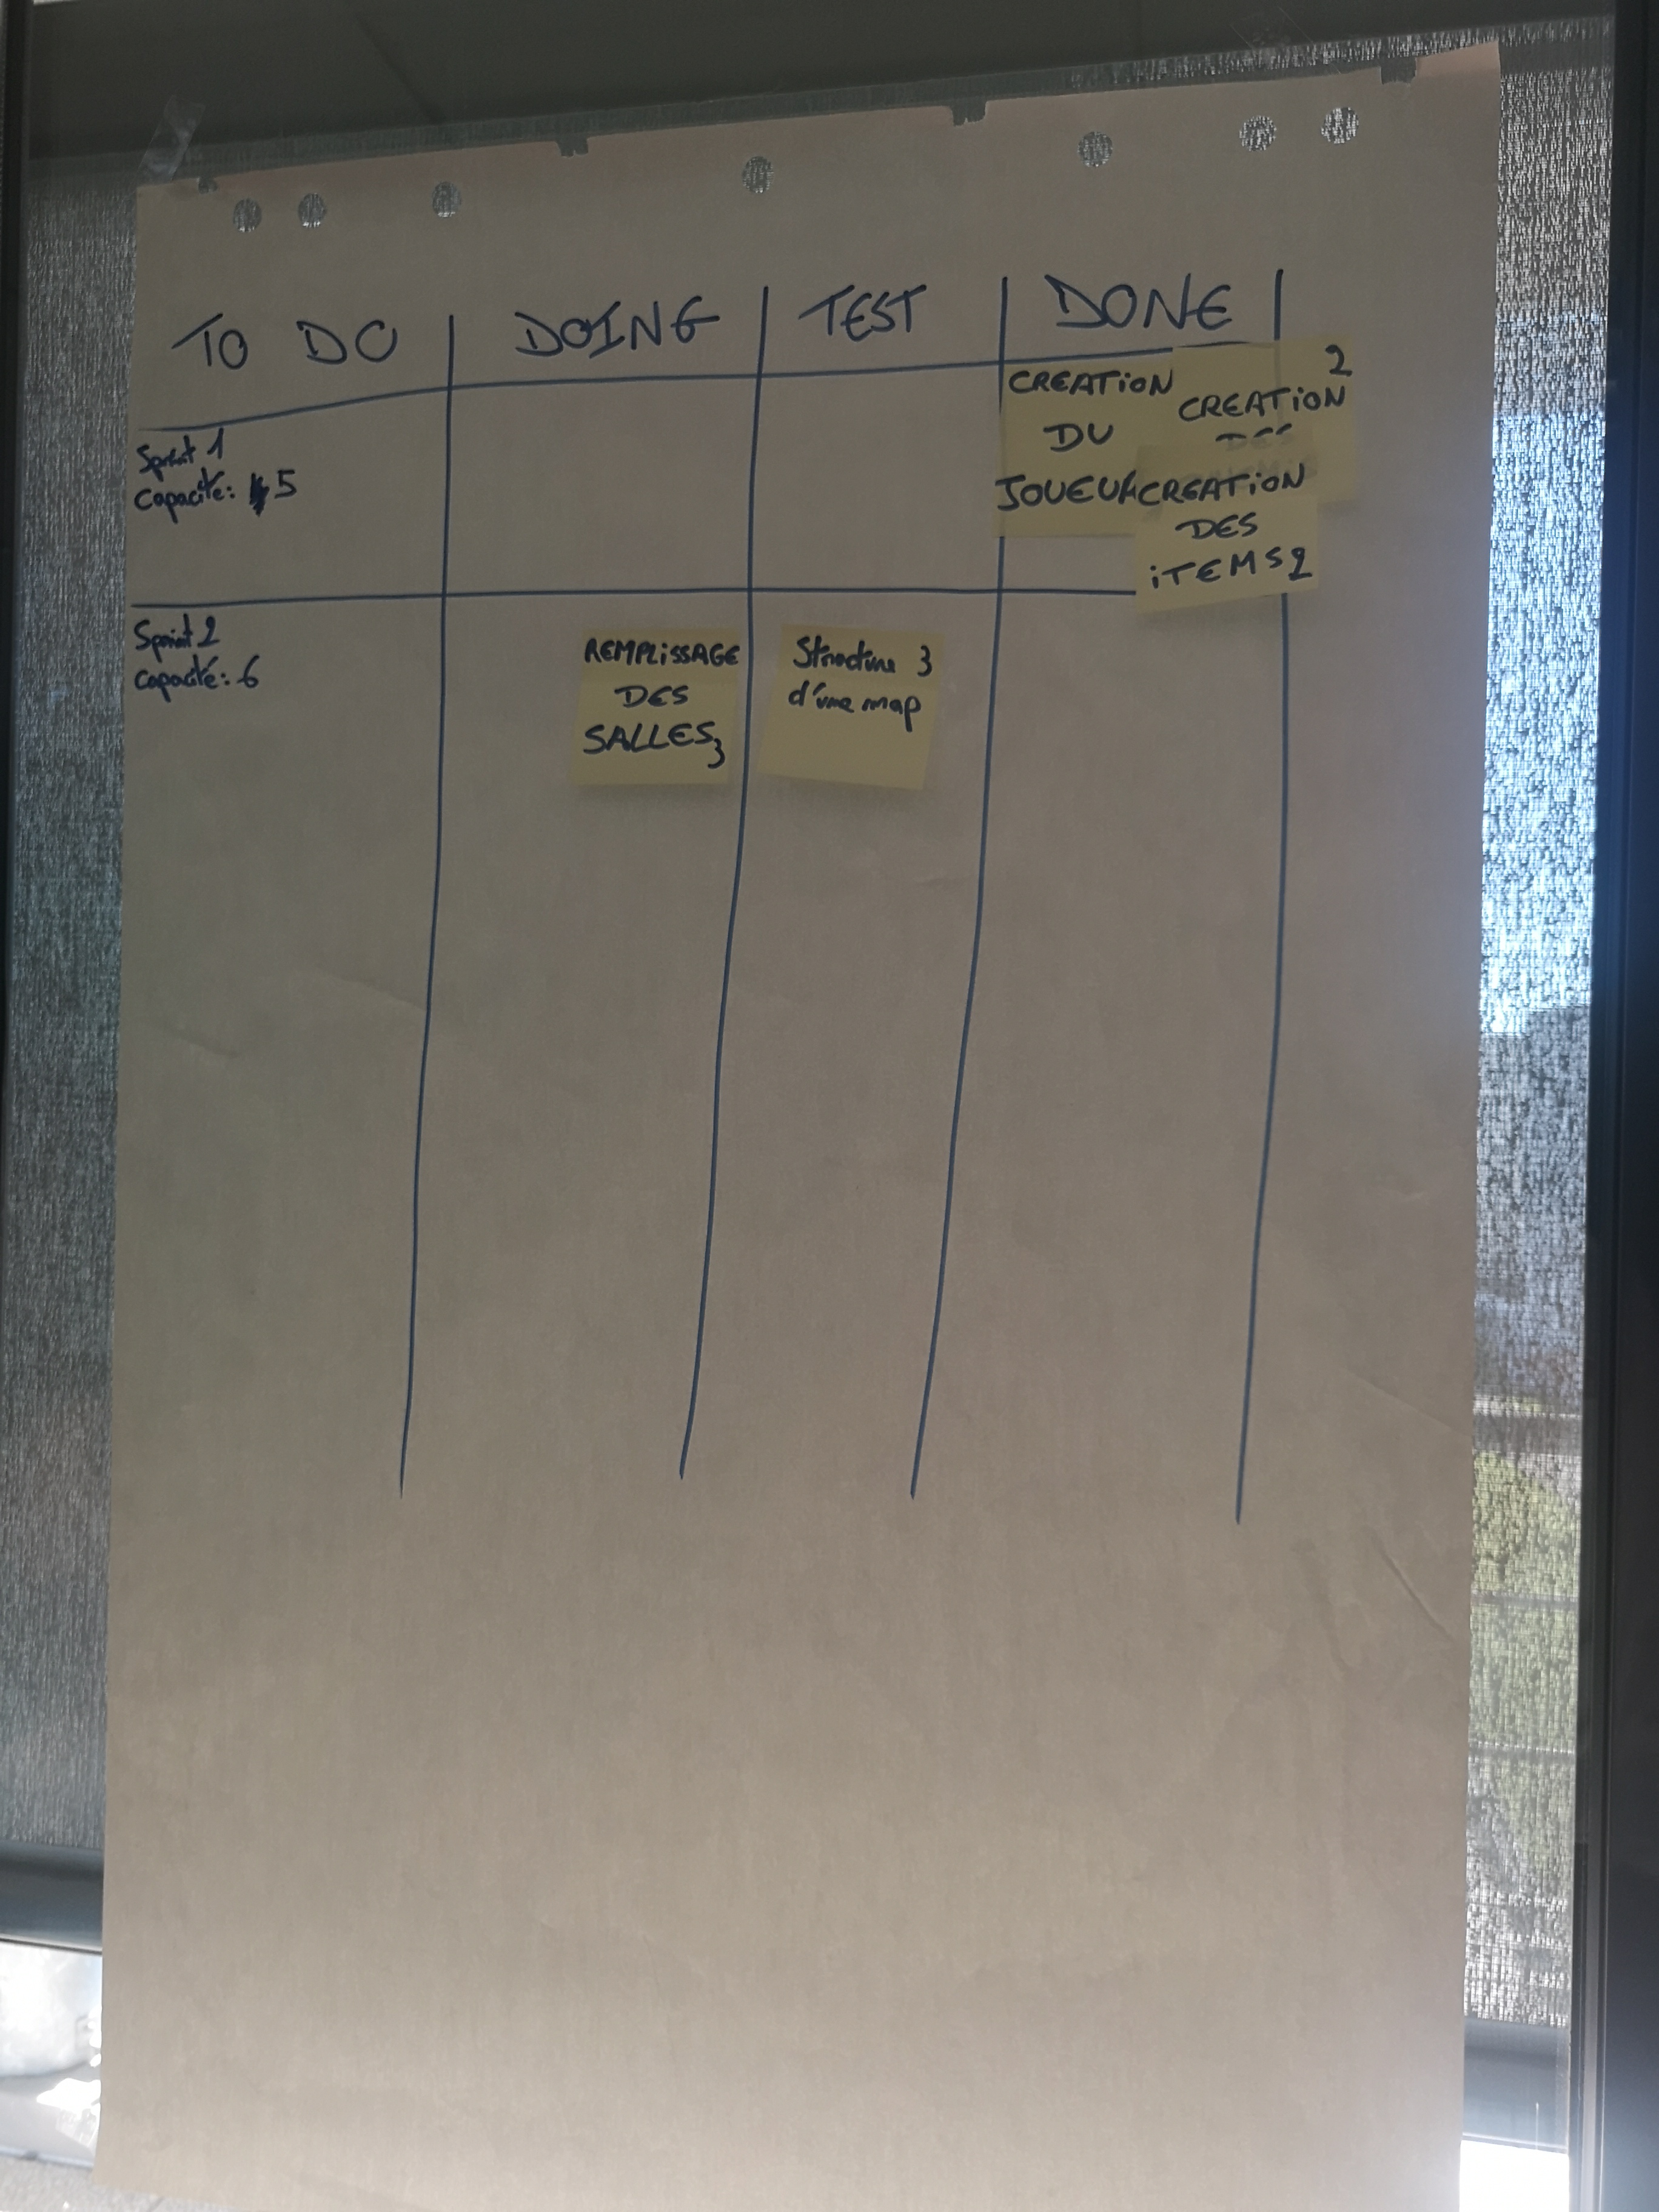 TO DO
DOING
TEST
DONE
Sprint 1
Capacité: 5
CREATION
DU
JOUEUR
2
CREATION
DES
CREATION
DES
iTEMS 2
Sprint 2
Capacité: 6
REMPLISSAGE
DES
SALLES 3
Structure 3
d'une map